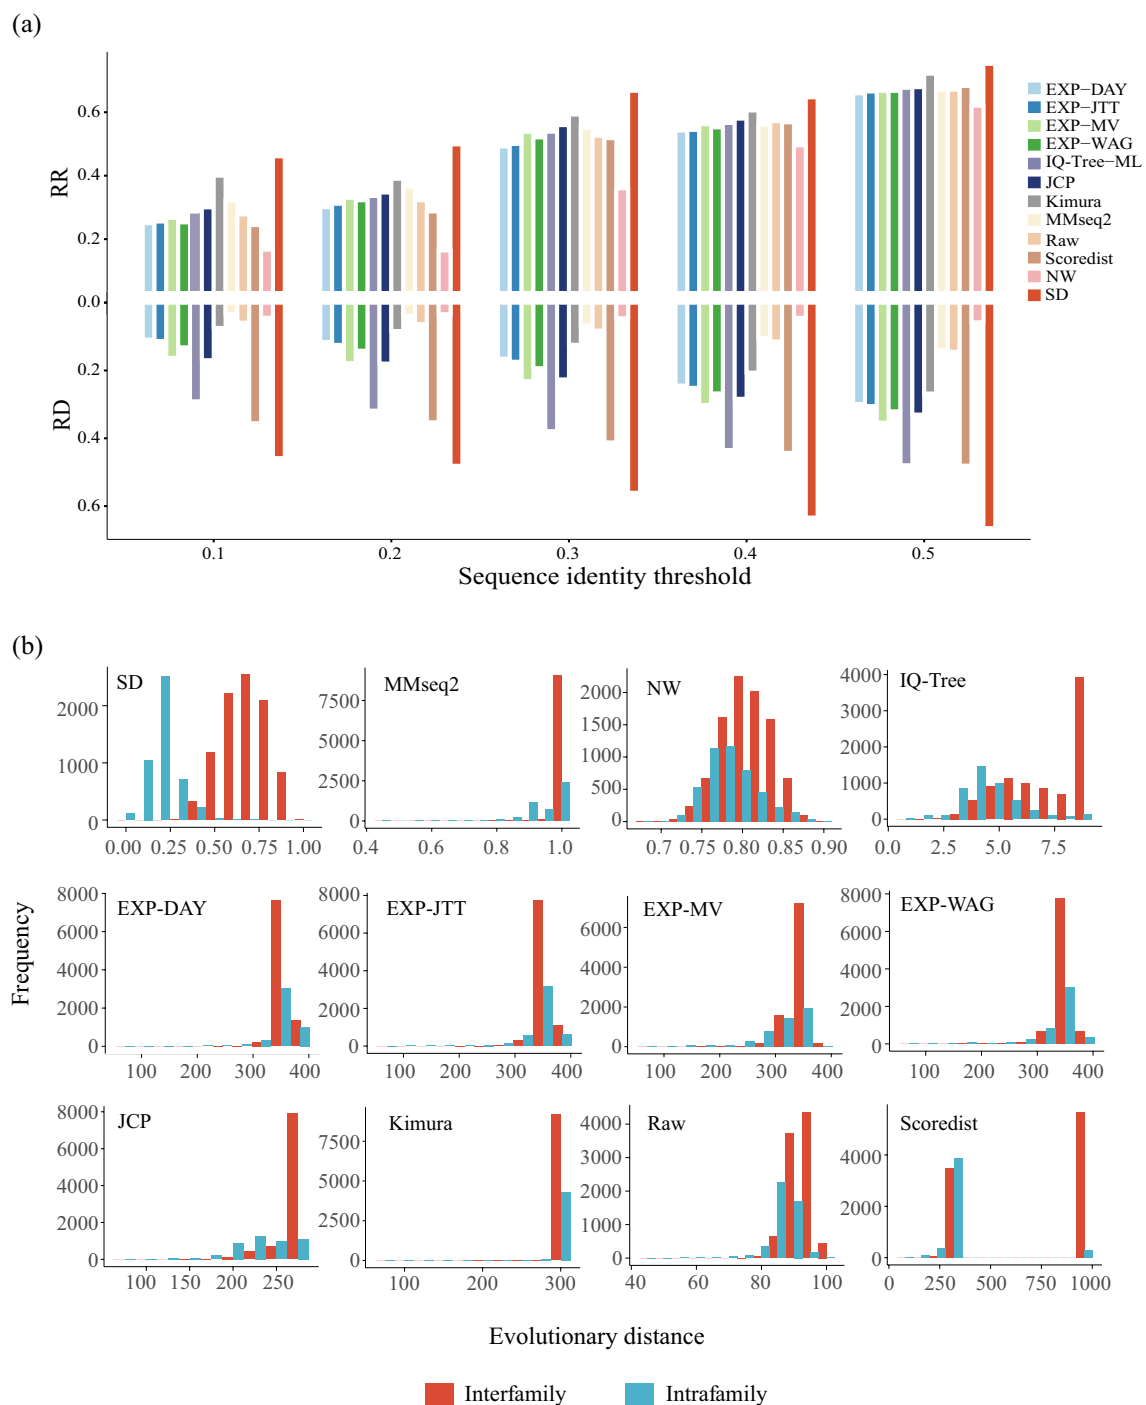 (a)
RR
0.6
0.4
0.2
0.0
RD
0.2
0.4
0.6
0.1 0.2 0.3 0.4 0.5
Sequence identity threshold
EXP−DAY
EXP−JTT
EXP−MV
EXP−WAG
IQ-Tree−ML
JCP
Kimura
MMseq2
Raw
Scoredist
NW
SD
(b)
Frequency
SD
2000
1000
0
0.00 0.25 0.50 0.75 1.00
MMseq2
7500
5000
2500
0
0.4 0.6 0.8 1.0
NW
2000
1500
1000
500
0
0.7 0.75 0.80 0.85 0.90
IQ-Tree
4000
3000
2000
1000
0
0.0 2.5 5.0 7.5
EXP-DAY
8000
6000
4000
2000
0
100 200 300 400
EXP-JTT
8000
6000
4000
2000
0
100 200 300 400
EXP-MV
6000
4000
2000
0
100 200 300 400
EXP-WAG
8000
6000
4000
2000
0
100 200 300 400
JCP
8000
6000
4000
2000
0
100 150 200 250
Kimura
7500
5000
2500
0
100 200 300
Raw
4000
3000
2000
1000
0
40 60 80 100
Scoredist
4000
2000
0
0 250 500 750 1000
Evolutionary distance
Interfamily Intrafamily